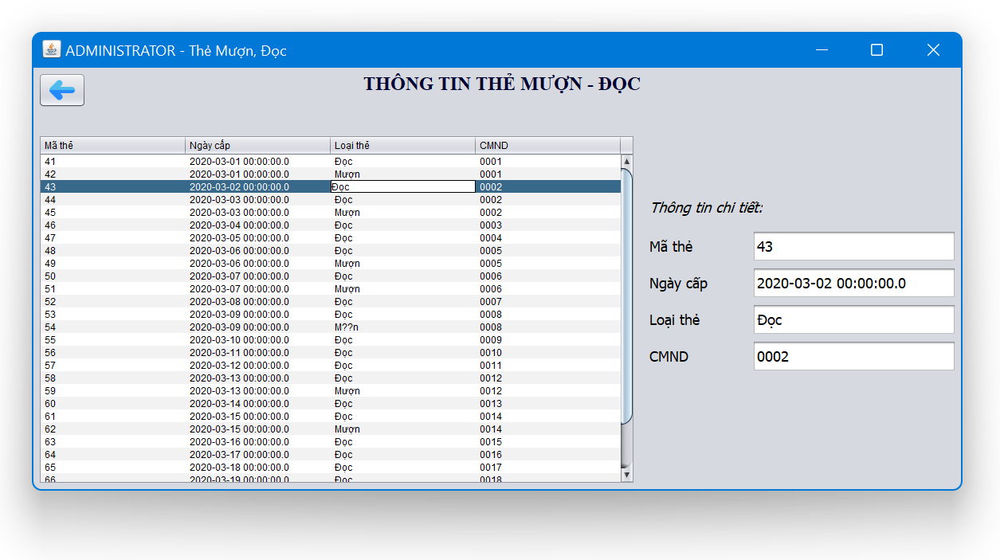 ADMINISTRATOR - Thẻ Mượn, Đọc
THÔNG TIN THẺ MƯỢN - ĐỌC
Mã thẻ Ngày cấp Loại thẻ CMND
41 2020-03-01 00:00:00.0 Đọc 0001
42 2020-03-01 00:00:00.0 Mượn 0001
43 2020-03-02 00:00:00.0 Đọc 0002
44 2020-03-03 00:00:00.0 Đọc 0002
45 2020-03-03 00:00:00.0 Mượn 0002
46 2020-03-04 00:00:00.0 Đọc 0003
47 2020-03-05 00:00:00.0 Đọc 0004
48 2020-03-06 00:00:00.0 Đọc 0005
49 2020-03-06 00:00:00.0 Mượn 0005
50 2020-03-07 00:00:00.0 Đọc 0006
51 2020-03-07 00:00:00.0 Mượn 0006
52 2020-03-08 00:00:00.0 Đọc 0007
53 2020-03-09 00:00:00.0 Đọc 0008
54 2020-03-09 00:00:00.0 M??n 0008
55 2020-03-10 00:00:00.0 Đọc 0009
56 2020-03-11 00:00:00.0 Đọc 0010
57 2020-03-12 00:00:00.0 Đọc 0011
58 2020-03-13 00:00:00.0 Đọc 0012
59 2020-03-13 00:00:00.0 Mượn 0012
60 2020-03-14 00:00:00.0 Đọc 0013
61 2020-03-15 00:00:00.0 Đọc 0014
62 2020-03-15 00:00:00.0 Mượn 0014
63 2020-03-16 00:00:00.0 Đọc 0015
64 2020-03-17 00:00:00.0 Đọc 0016
65 2020-03-18 00:00:00.0 Đọc 0017
66 2020-03-19 00:00:00.0 Đọc 0018
Thông tin chi tiết:
Mã thẻ 43
Ngày cấp 2020-03-02 00:00:00.0
Loại thẻ Đọc
CMND 0002